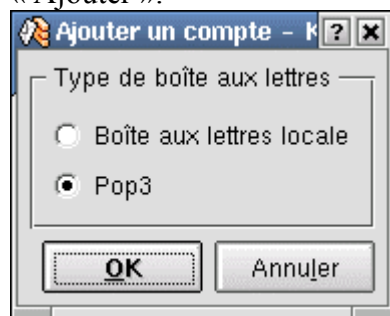 « Ajouter ».
Ajouter un compte – K
Type de boîte aux lettres
Boîte aux lettres locale
Pop3
OK
Annuler